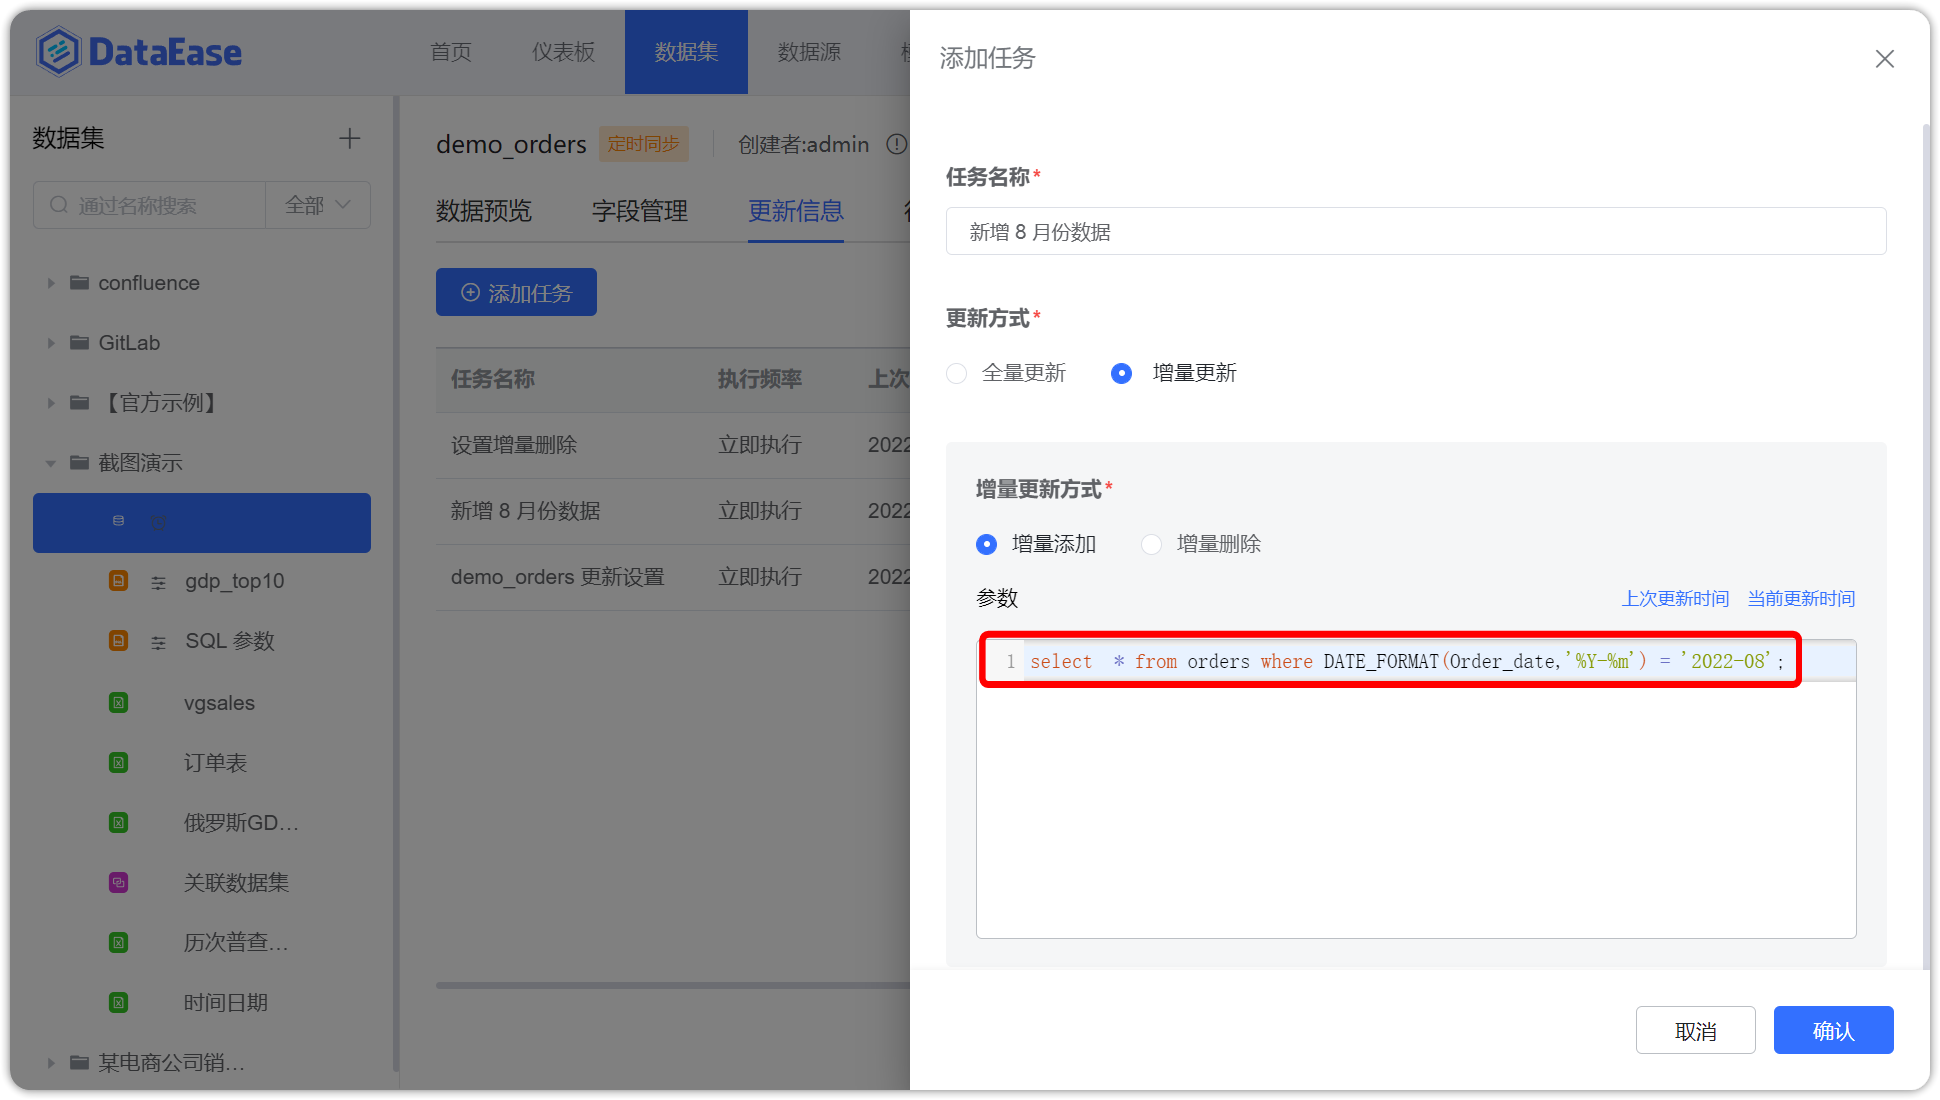 DataEase
首页
仪表板
数据集
数据源
数据集
通过名称搜索
全部
confluence
GitLab
【官方示例】
截图演示
gdp_top10
SQL 参数
vgsales
订单表
俄罗斯GD...
关联数据集
历次普查...
时间日期
某电商公司销...
demo_orders
定时同步
创建者:admin
数据预览
字段管理
更新信息
添加任务
任务名称 执行频率 上次
设置增量删除 立即执行 2022
新增 8 月份数据 立即执行 2022
demo_orders 更新设置 立即执行 2022
添加任务
任务名称*
新增 8 月份数据
更新方式*
全量更新 增量更新
增量更新方式*
增量添加 增量删除
参数
上次更新时间 当前更新时间
1 select * from orders where DATE_FORMAT(Order_date,'%Y-%m') = '2022-08';
取消
确认